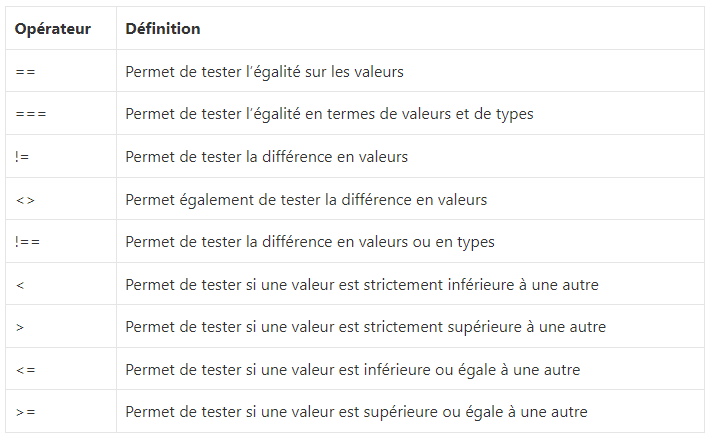 Opérateur Définition
== Permet de tester l’égalité sur les valeurs
=== Permet de tester l’égalité en termes de valeurs et de types
!= Permet de tester la différence en valeurs
<> Permet également de tester la différence en valeurs
!== Permet de tester la différence en valeurs ou en types
< Permet de tester si une valeur est strictement inférieure à une autre
> Permet de tester si une valeur est strictement supérieure à une autre
<= Permet de tester si une valeur est inférieure ou égale à une autre
>= Permet de tester si une valeur est supérieure ou égale à une autre